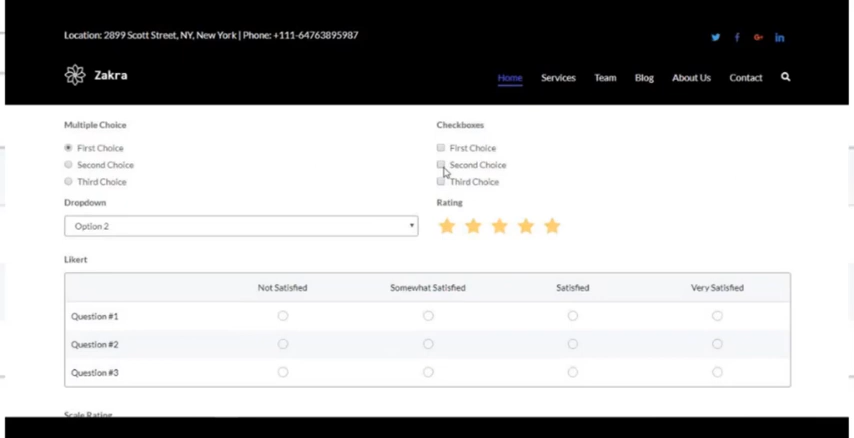 Location: 2899 Scott Street, NY, New York | Phone: +111-64763895987
Zakra
Home Services Team Blog About Us Contact
Multiple Choice
First Choice
Second Choice
Third Choice
Checkboxes
First Choice
Second Choice
Third Choice
Dropdown
Option 2
Rating
Likert
Not Satisfied Somewhat Satisfied Satisfied Very Satisfied
Question #1
Question #2
Question #3
Scale Rating